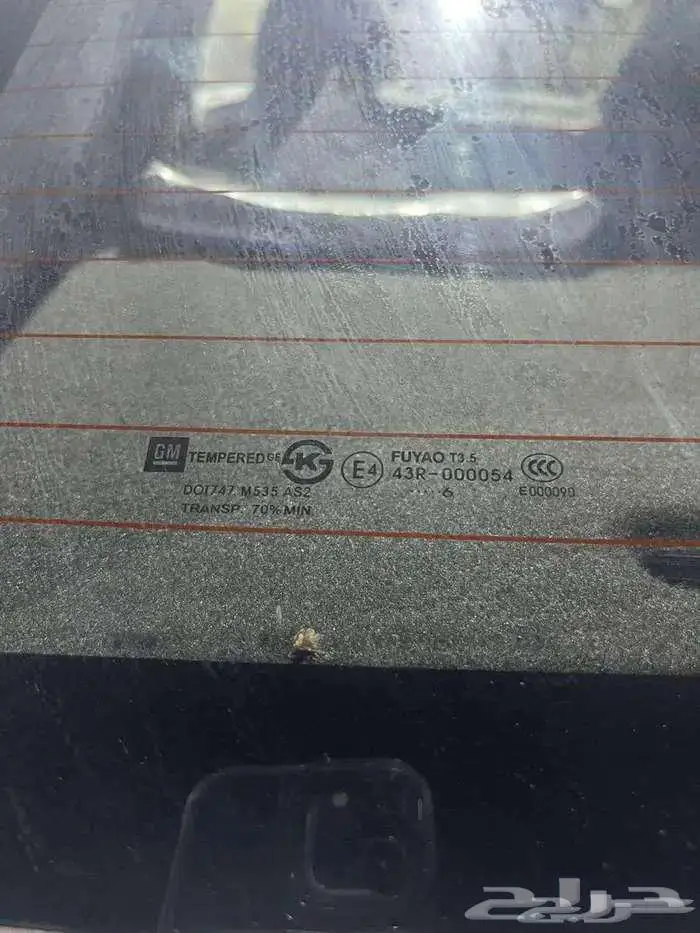 GM TEMPERED
DOT747 M535 AS2
TRANSP. 70% MIN
K
E4
FUYAO T3.5
43R-000054
.... 6
CCC
E000090
حراج